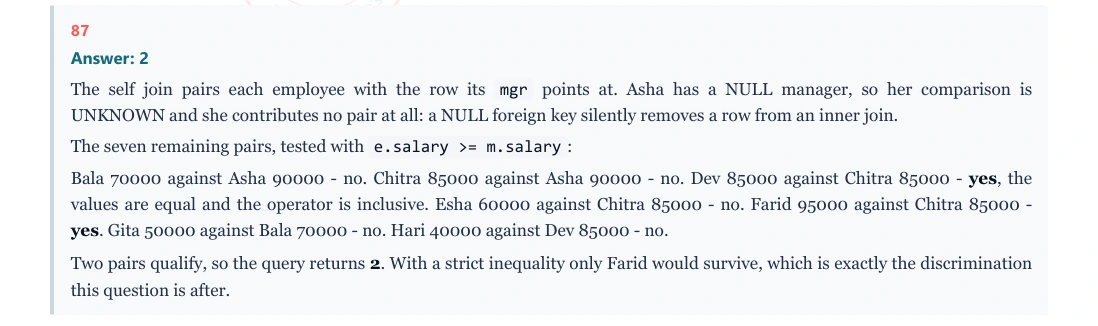 87
Answer: 2
The self join pairs each employee with the row its mgr points at. Asha has a NULL manager, so her comparison is
UNKNOWN and she contributes no pair at all: a NULL foreign key silently removes a row from an inner join.
The seven remaining pairs, tested with e.salary >= m.salary :
Bala 70000 against Asha 90000 - no. Chitra 85000 against Asha 90000 - no. Dev 85000 against Chitra 85000 - yes, the
values are equal and the operator is inclusive. Esha 60000 against Chitra 85000 - no. Farid 95000 against Chitra 85000 -
yes. Gita 50000 against Bala 70000 - no. Hari 40000 against Dev 85000 - no.
Two pairs qualify, so the query returns 2. With a strict inequality only Farid would survive, which is exactly the discrimination
this question is after.